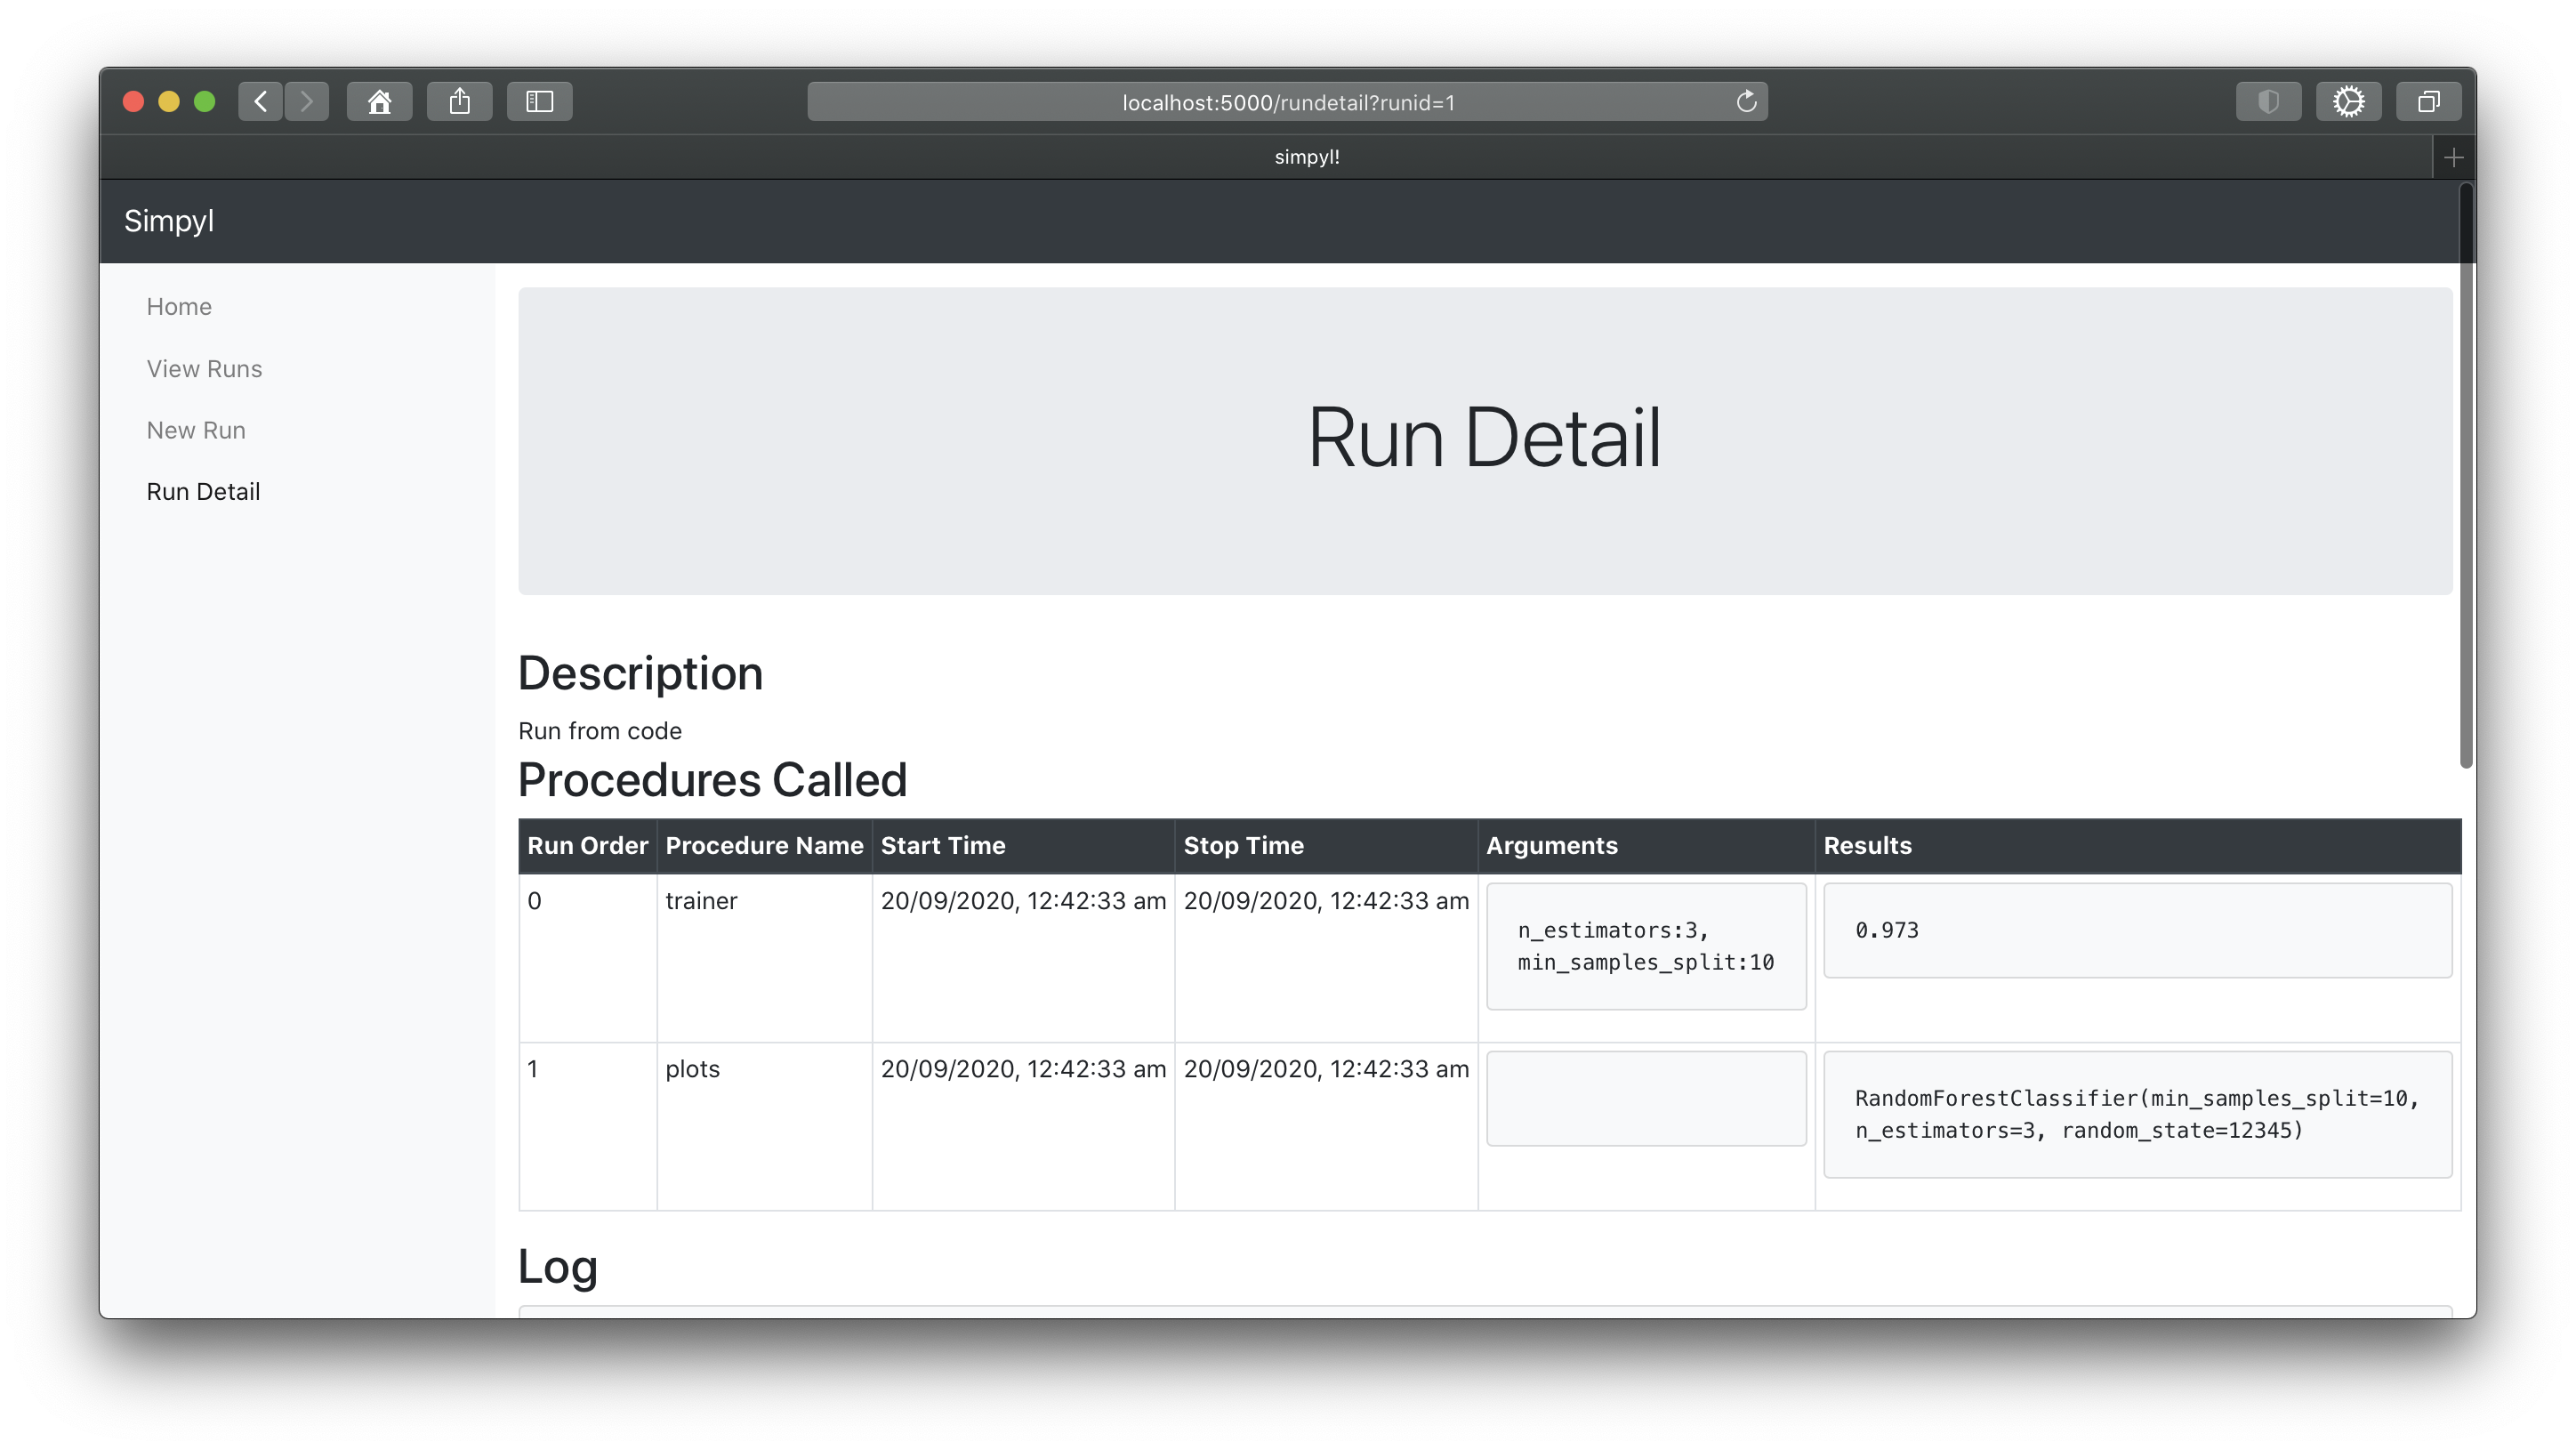 localhost:5000/rundetail?runid=1
simpyl!
Simpyl
Home
View Runs
New Run
Run Detail
Run Detail
Description
Run from code
Procedures Called
Run Order Procedure Name Start Time Stop Time Arguments Results
0 trainer 20/09/2020, 12:42:33 am 20/09/2020, 12:42:33 am
n_estimators:3,
min_samples_split:10
0.973
1 plots 20/09/2020, 12:42:33 am 20/09/2020, 12:42:33 am
RandomForestClassifier(min_samples_split=10,
n_estimators=3, random_state=12345)
Log